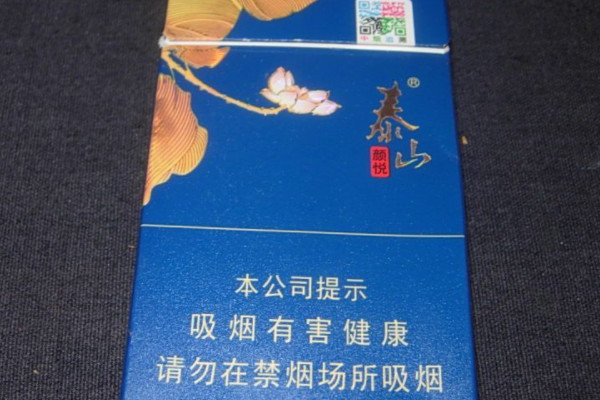 泰山®
颜悦
本公司提示
吸烟有害健康
请勿在禁烟场所吸烟